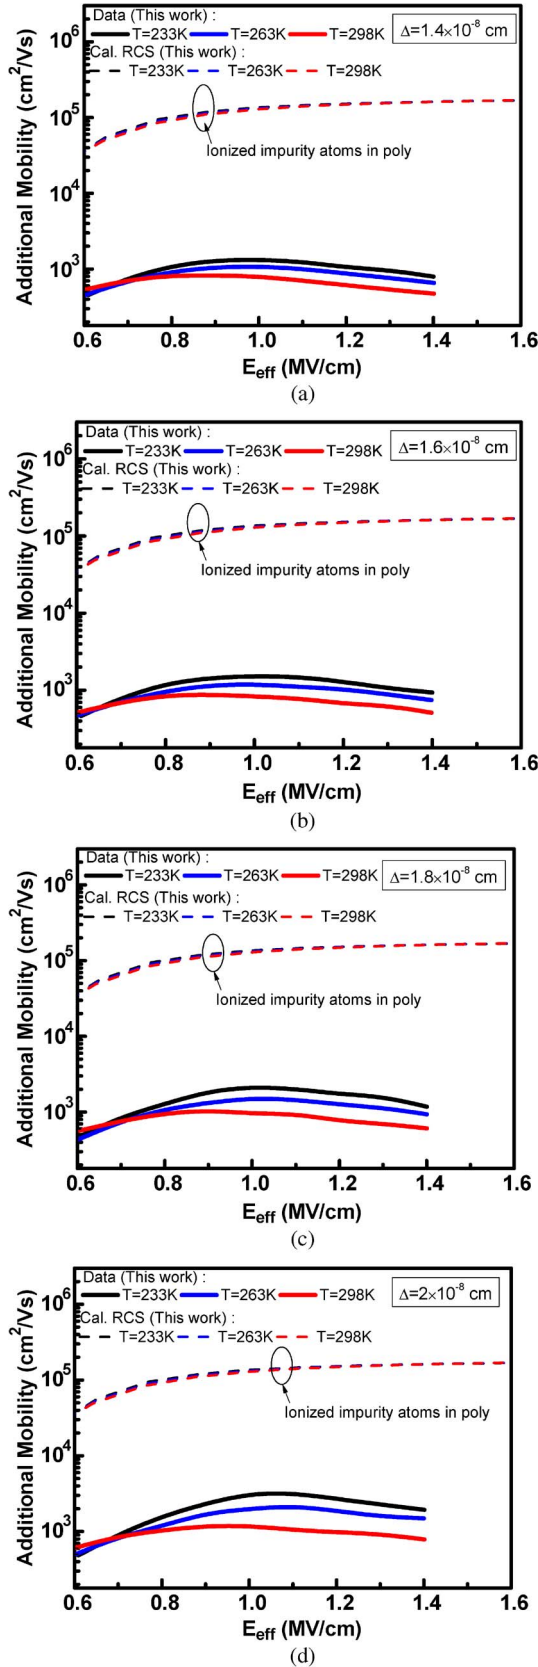 Data (This work) :
T=233K T=263K T=298K
Δ=1.4×10⁻⁸ cm
Cal. RCS (This work) :
T=233K T=263K T=298K
Ionized impurity atoms in poly
Additional Mobility (cm²/Vs)
10⁶
10⁵
10⁴
10³
0.6 0.8 1.0 1.2 1.4 1.6
E_eff (MV/cm)
(a)
Data (This work) :
T=233K T=263K T=298K
Δ=1.6×10⁻⁸ cm
Cal. RCS (This work) :
T=233K T=263K T=298K
Ionized impurity atoms in poly
Additional Mobility (cm²/Vs)
10⁶
10⁵
10⁴
10³
0.6 0.8 1.0 1.2 1.4 1.6
E_eff (MV/cm)
(b)
Data (This work) :
T=233K T=263K T=298K
Δ=1.8×10⁻⁸ cm
Cal. RCS (This work) :
T=233K T=263K T=298K
Ionized impurity atoms in poly
Additional Mobility (cm²/Vs)
10⁶
10⁵
10⁴
10³
0.6 0.8 1.0 1.2 1.4 1.6
E_eff (MV/cm)
(c)
Data (This work) :
T=233K T=263K T=298K
Δ=2×10⁻⁸ cm
Cal. RCS (This work) :
T=233K T=263K T=298K
Ionized impurity atoms in poly
Additional Mobility (cm²/Vs)
10⁶
10⁵
10⁴
10³
0.6 0.8 1.0 1.2 1.4 1.6
E_eff (MV/cm)
(d)